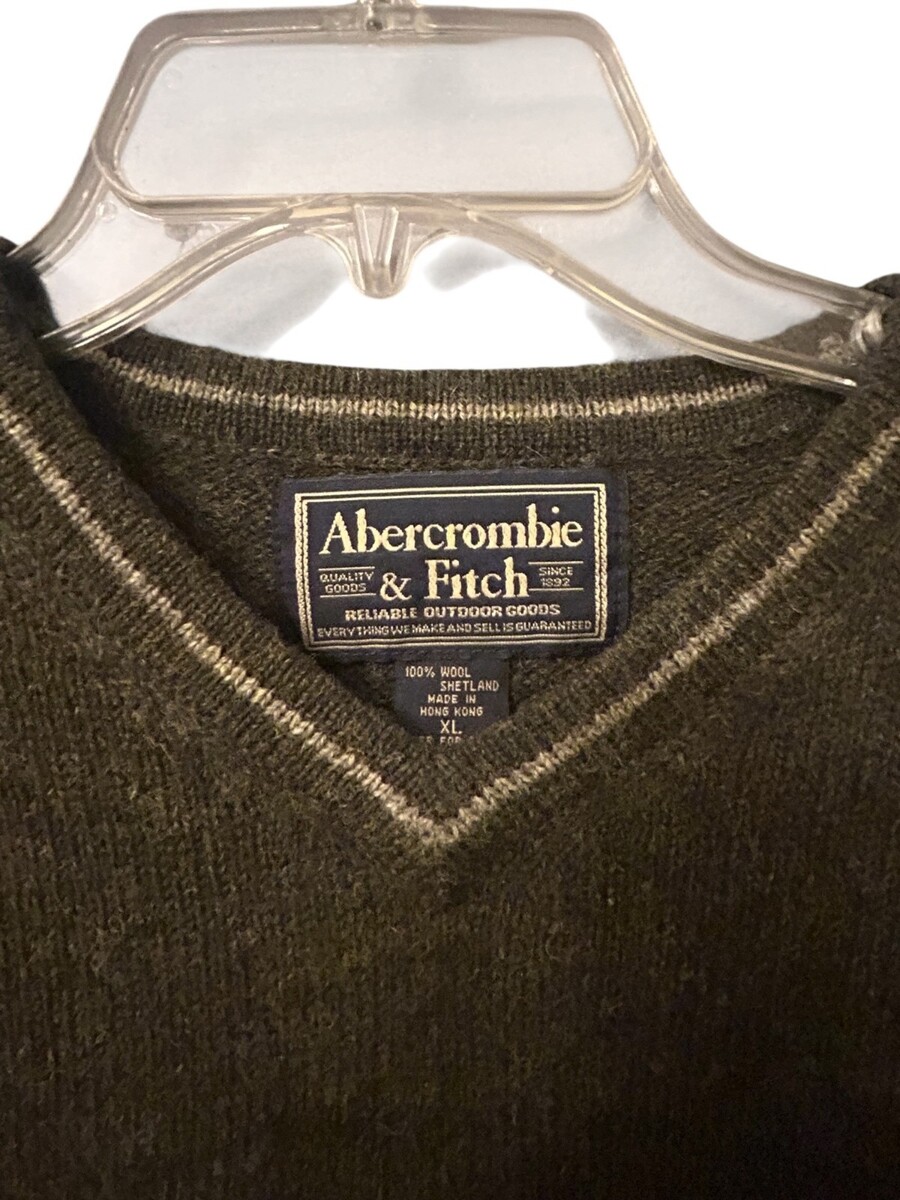 Abercrombie
QUALITY GOODS & Fitch SINCE 1892
RELIABLE OUTDOOR GOODS
EVERYTHING WE MAKE AND SELL IS GUARANTEED
100% WOOL
SHETLAND
MADE IN
HONG KONG
XL